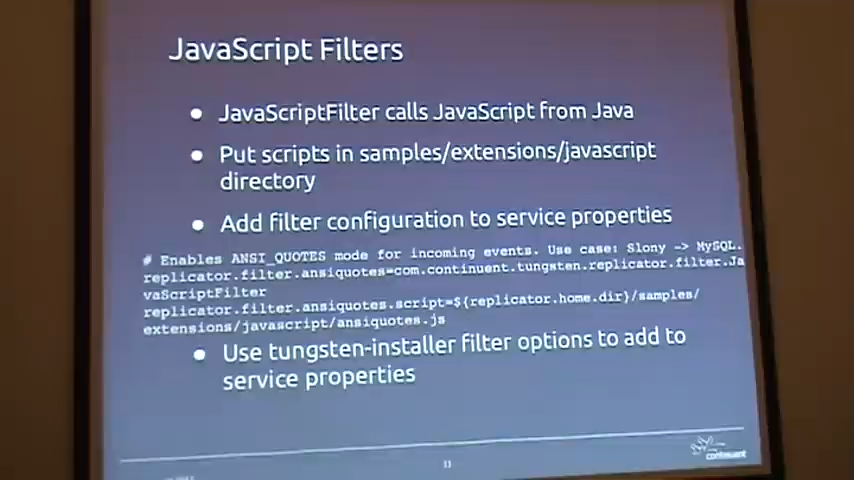 JavaScript Filters
● JavaScriptFilter calls JavaScript from Java
● Put scripts in samples/extensions/javascript
directory
● Add filter configuration to service properties
# Enables ANSI_QUOTES mode for incoming events. Use case: Slony -> MySQL.
replicator.filter.ansiquotes=com.continuent.tungsten.replicator.filter.Ja
vaScriptFilter
replicator.filter.ansiquotes.script=${replicator.home.dir}/samples/
extensions/javascript/ansiquotes.js
● Use tungsten-installer filter options to add to
service properties
11
continuent